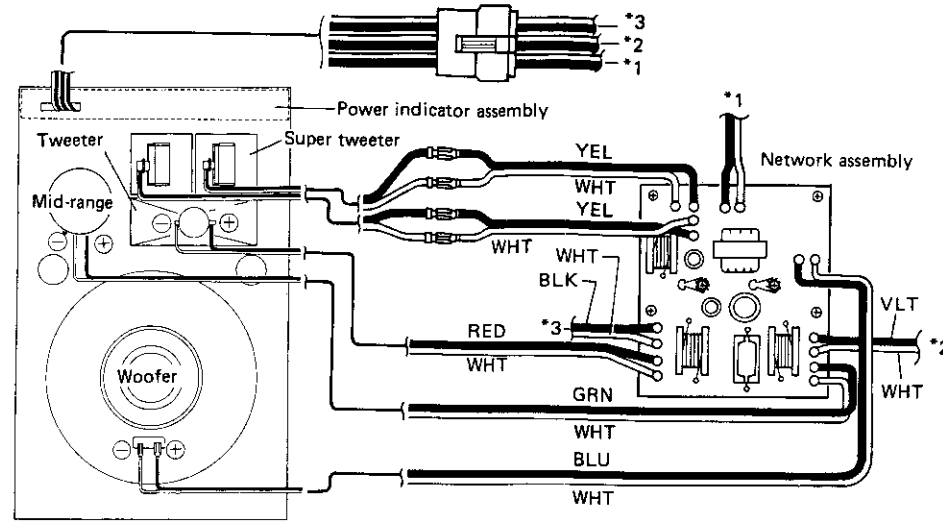 *3
*2
*1
Power indicator assembly
*1
Tweeter
Super tweeter
YEL
Network assembly
WHT
Mid-range
YEL
WHT
WHT
BLK
VLT
*3
*2
RED
WHT
WHT
Woofer
GRN
WHT
BLU
WHT